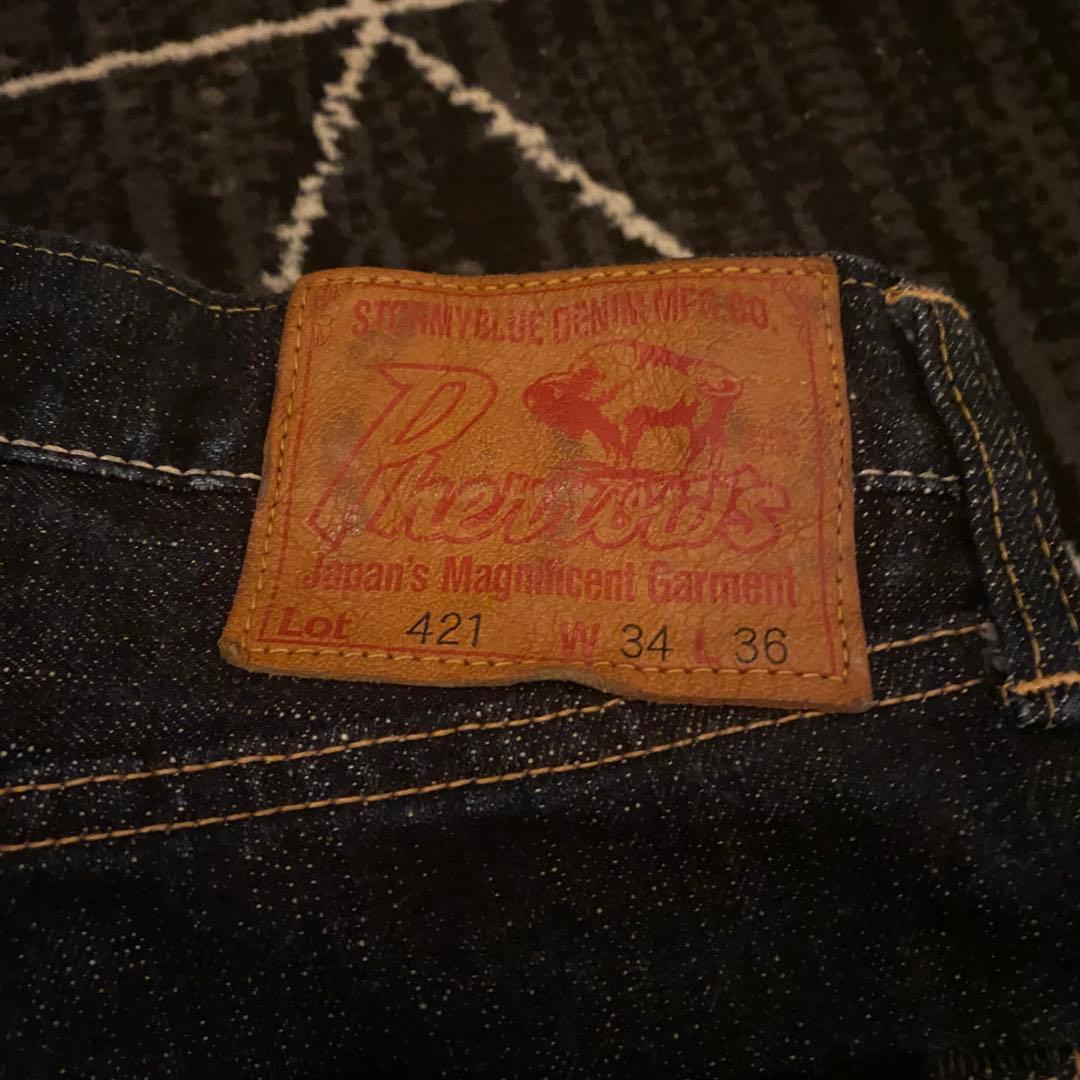 STORMYBLUE DENIM MFG. CO.
Pherrow's
Japan's Magnificent Garment
Lot 421 W 34 L 36